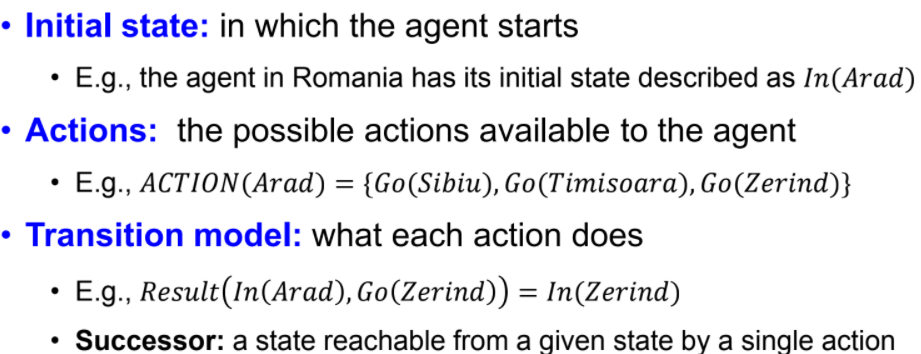 • Initial state: in which the agent starts
• E.g., the agent in Romania has its initial state described as In(Arad)
• Actions: the possible actions available to the agent
• E.g., ACTION(Arad) = {Go(Sibiu), Go(Timisoara), Go(Zerind)}
• Transition model: what each action does
• E.g., Result(In(Arad), Go(Zerind)) = In(Zerind)
• Successor: a state reachable from a given state by a single action